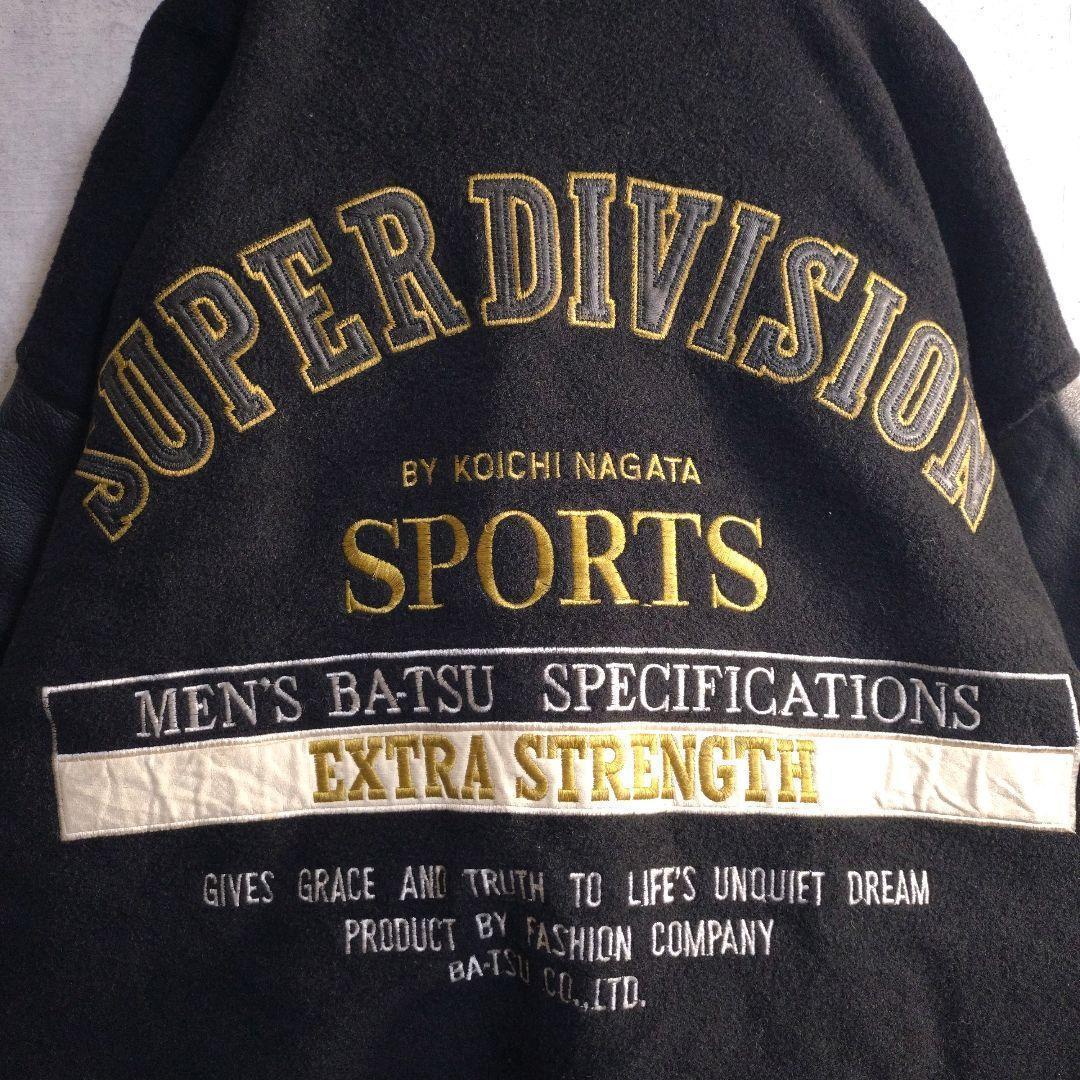 SUPER DIVISION
BY KOICHI NAGATA
SPORTS
MEN'S BA-TSU SPECIFICATIONS
EXTRA STRENGTH
GIVES GRACE AND TRUTH TO LIFE'S UNQUIET DREAM
PRODUCT BY FASHION COMPANY
BA-TSU CO.,LTD.